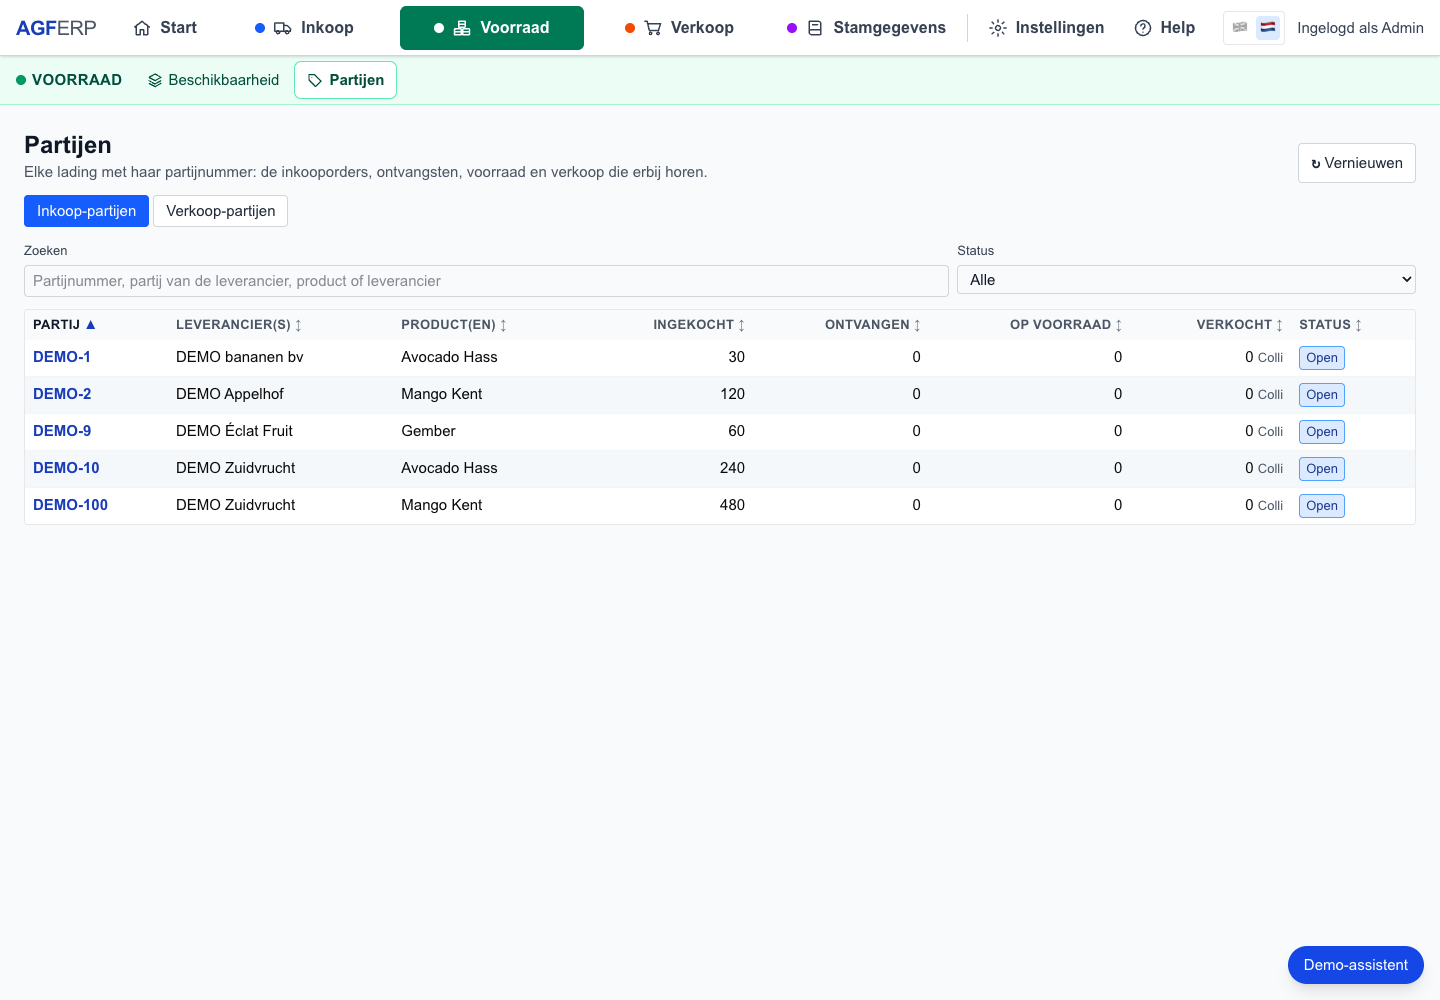 AGFERP Start Inkoop Voorraad Verkoop Stamgegevens Instellingen Help Ingelogd als Admin
VOORRAAD Beschikbaarheid Partijen
Partijen
Elke lading met haar partijnummer: de inkooporders, ontvangsten, voorraad en verkoop die erbij horen.
↻ Vernieuwen
Inkoop-partijen Verkoop-partijen
Zoeken Status
Partijnummer, partij van de leverancier, product of leverancier Alle
PARTIJ ▲ LEVERANCIER(S) ↕ PRODUCT(EN) ↕ INGEKOCHT ↕ ONTVANGEN ↕ OP VOORRAAD ↕ VERKOCHT ↕ STATUS ↕
DEMO-1 DEMO bananen bv Avocado Hass 30 0 0 0 Colli Open
DEMO-2 DEMO Appelhof Mango Kent 120 0 0 0 Colli Open
DEMO-9 DEMO Éclat Fruit Gember 60 0 0 0 Colli Open
DEMO-10 DEMO Zuidvrucht Avocado Hass 240 0 0 0 Colli Open
DEMO-100 DEMO Zuidvrucht Mango Kent 480 0 0 0 Colli Open
Demo-assistent